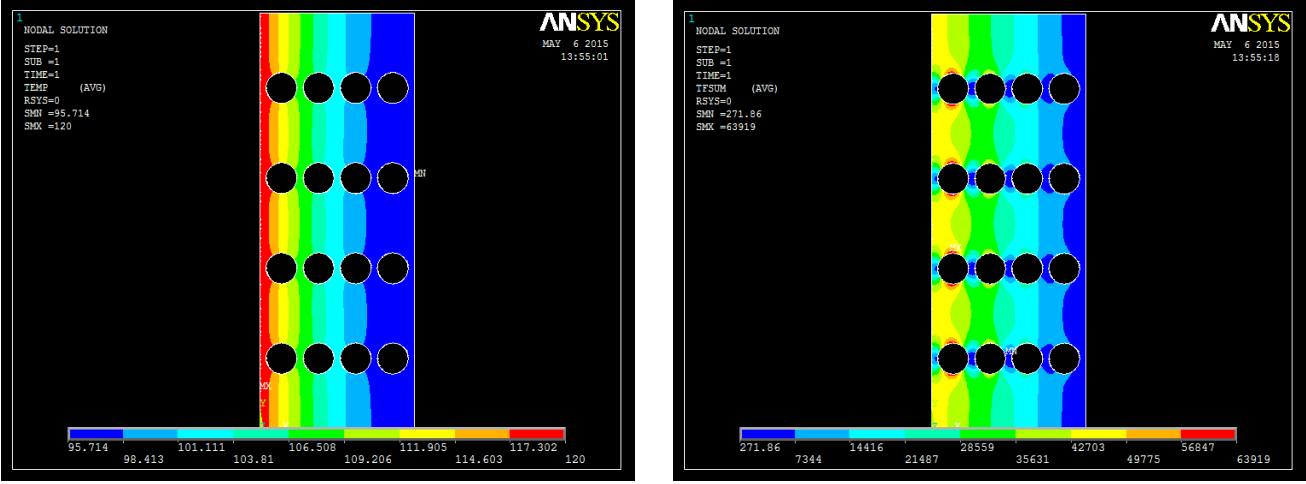 1
NODAL SOLUTION
STEP=1
SUB =1
TIME=1
TEMP (AVG)
RSYS=0
SMN =95.714
SMX =120
ANSYS
MAY 6 2015
13:55:01
MN
MX
Y
X
95.714 101.111 106.508 111.905 117.302
98.413 103.81 109.206 114.603 120
1
NODAL SOLUTION
STEP=1
SUB =1
TIME=1
TFSUM (AVG)
RSYS=0
SMN =271.86
SMX =63919
ANSYS
MAY 6 2015
13:55:18
MX
MN
X
271.86 14416 28559 42703 56847
7344 21487 35631 49775 63919